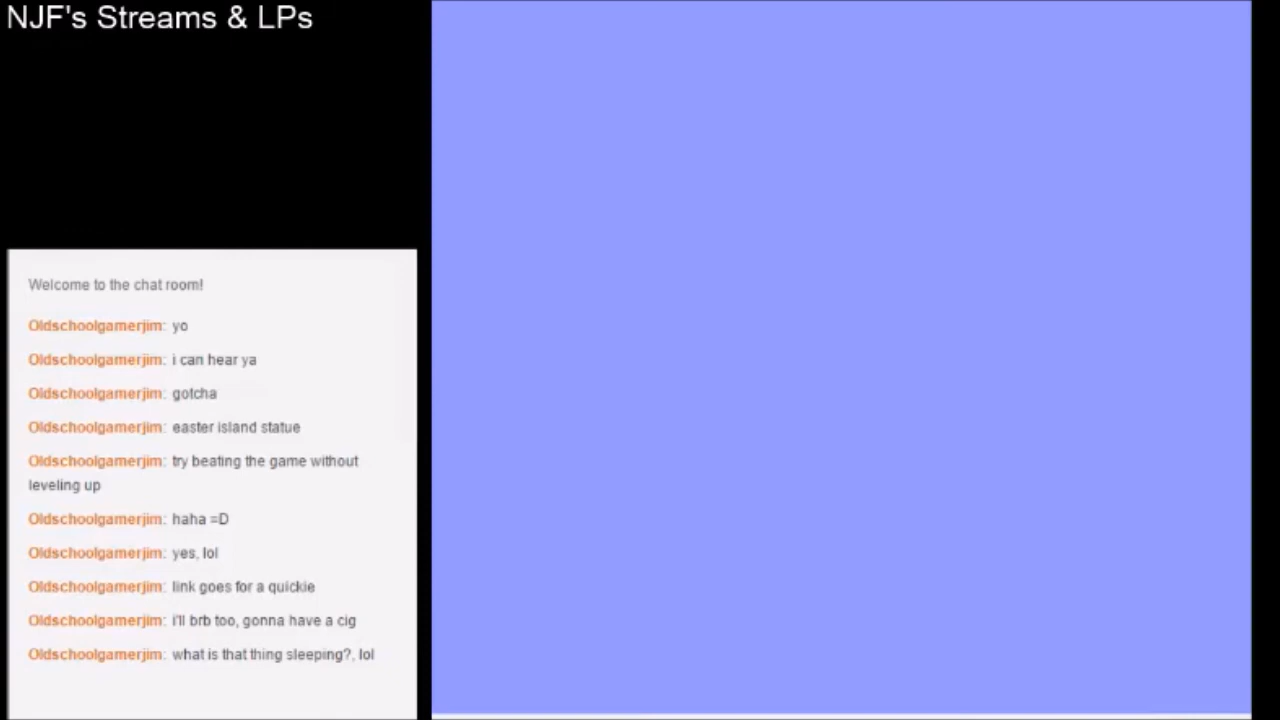 NJF's Streams & LPs
Welcome to the chat room!
Oldschoolgamerjim: yo
Oldschoolgamerjim: i can hear ya
Oldschoolgamerjim: gotcha
Oldschoolgamerjim: easter island statue
Oldschoolgamerjim: try beating the game without
leveling up
Oldschoolgamerjim: haha =D
Oldschoolgamerjim: yes, lol
Oldschoolgamerjim: link goes for a quickie
Oldschoolgamerjim: i'll brb too, gonna have a cig
Oldschoolgamerjim: what is that thing sleeping?, lol